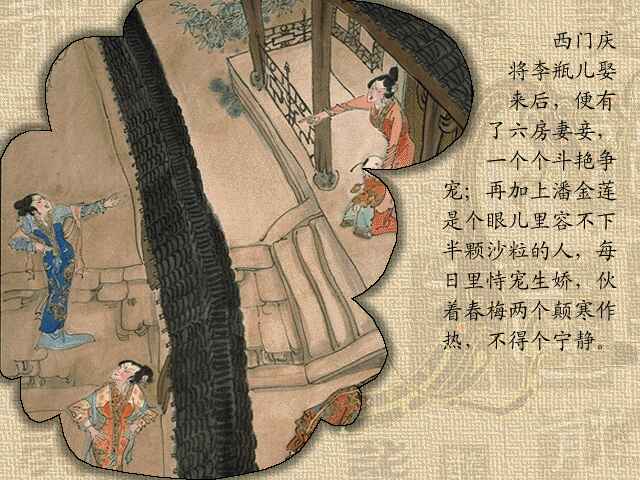 西门庆
将李瓶儿娶
来后，便有
了六房妻妾，
一个个斗艳争
宠；再加上潘金莲
是个眼儿里容不下
半颗沙粒的人，每
日里恃宠生娇，伙
着春梅两个颠寒作
热，不得个宁静。